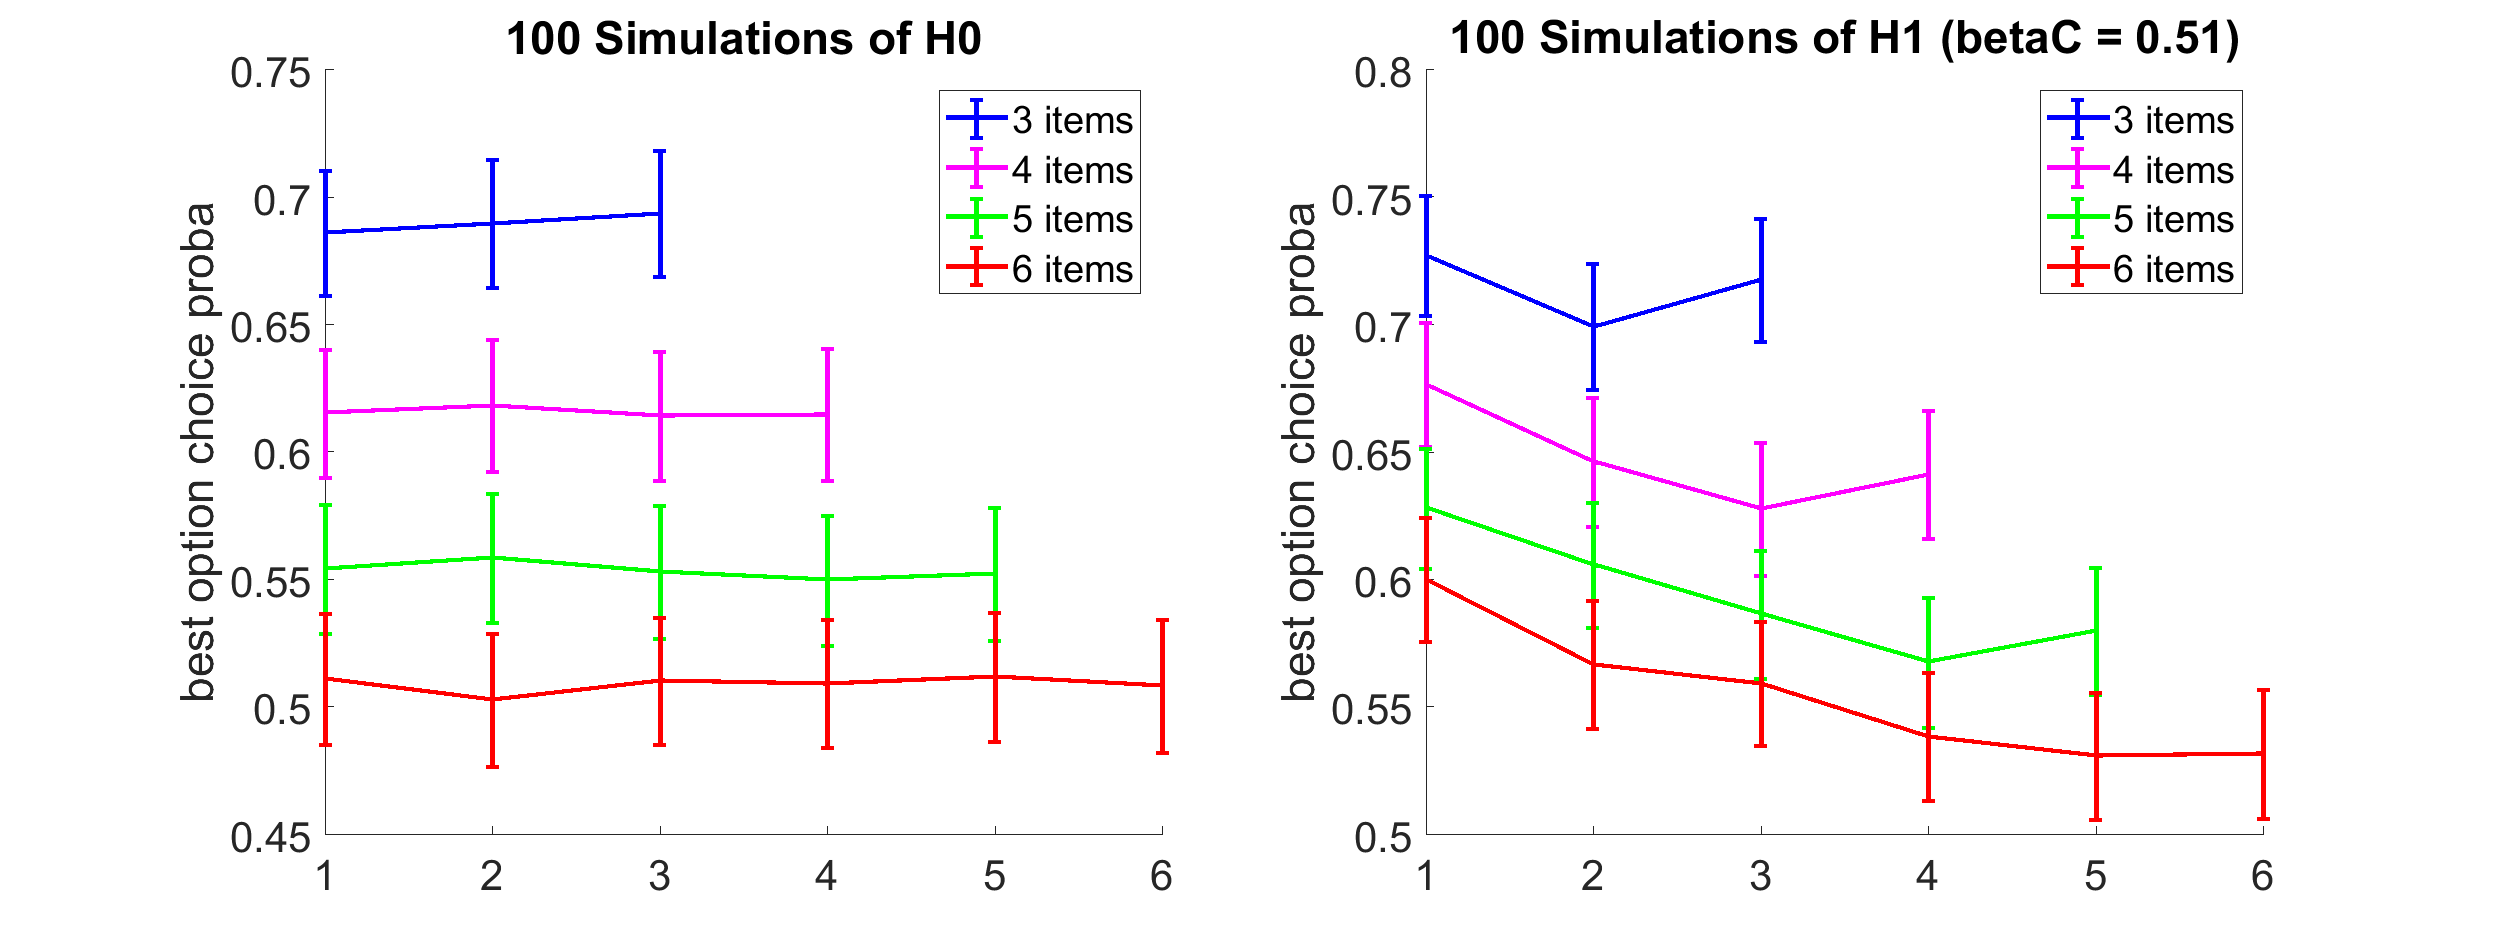 100 Simulations of H0
best option choice proba
0.75
0.7
0.65
0.6
0.55
0.5
0.45
1 2 3 4 5 6
3 items
4 items
5 items
6 items
100 Simulations of H1 (betaC = 0.51)
best option choice proba
0.8
0.75
0.7
0.65
0.6
0.55
0.5
1 2 3 4 5 6
3 items
4 items
5 items
6 items